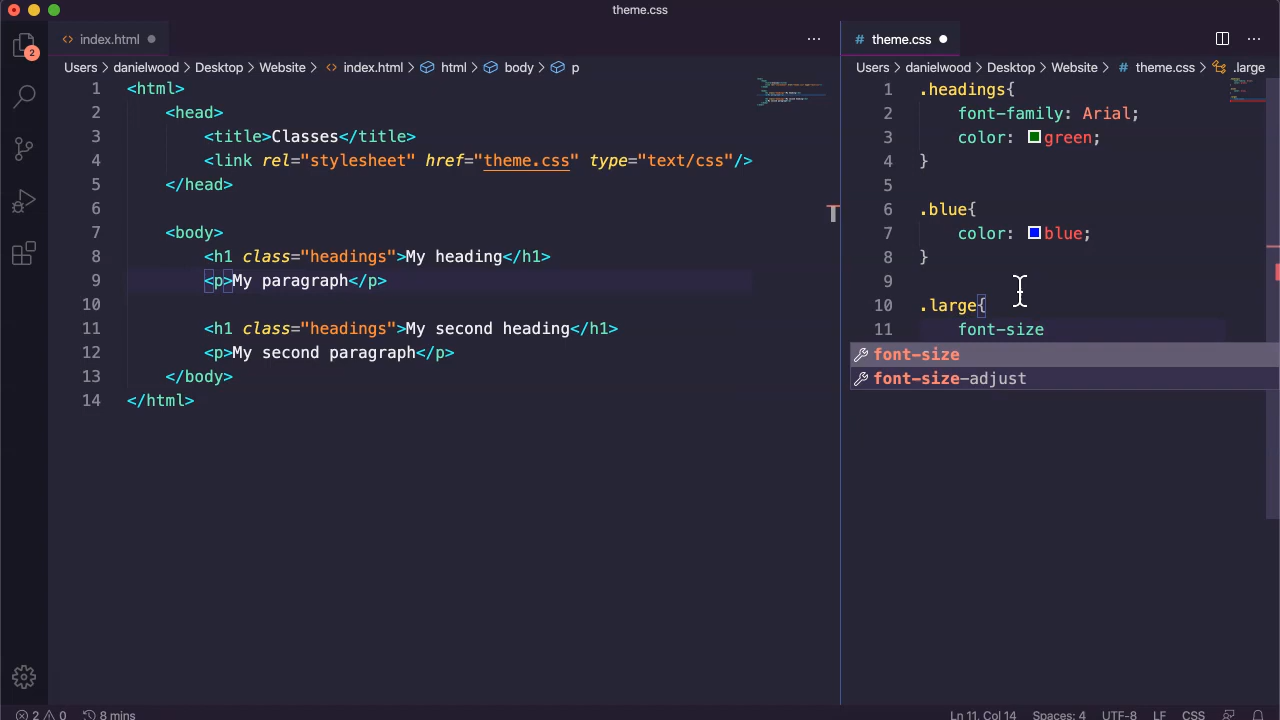 theme.css
index.html
Users > danielwood > Desktop > Website > index.html > html > body > p
1 <html>
2 <head>
3 <title>Classes</title>
4 <link rel="stylesheet" href="theme.css" type="text/css"/>
5 </head>
6
7 <body>
8 <h1 class="headings">My heading</h1>
9 <p>My paragraph</p>
10
11 <h1 class="headings">My second heading</h1>
12 <p>My second paragraph</p>
13 </body>
14 </html>
# theme.css
Users > danielwood > Desktop > Website > # theme.css > .large
1 .headings{
2 font-family: Arial;
3 color: green;
4 }
5
6 .blue{
7 color: blue;
8 }
9
10 .large{
11 font-size
font-size
font-size-adjust
2
2 0 8 mins
Ln 11, Col 14 Spaces: 4 UTF-8 LF CSS